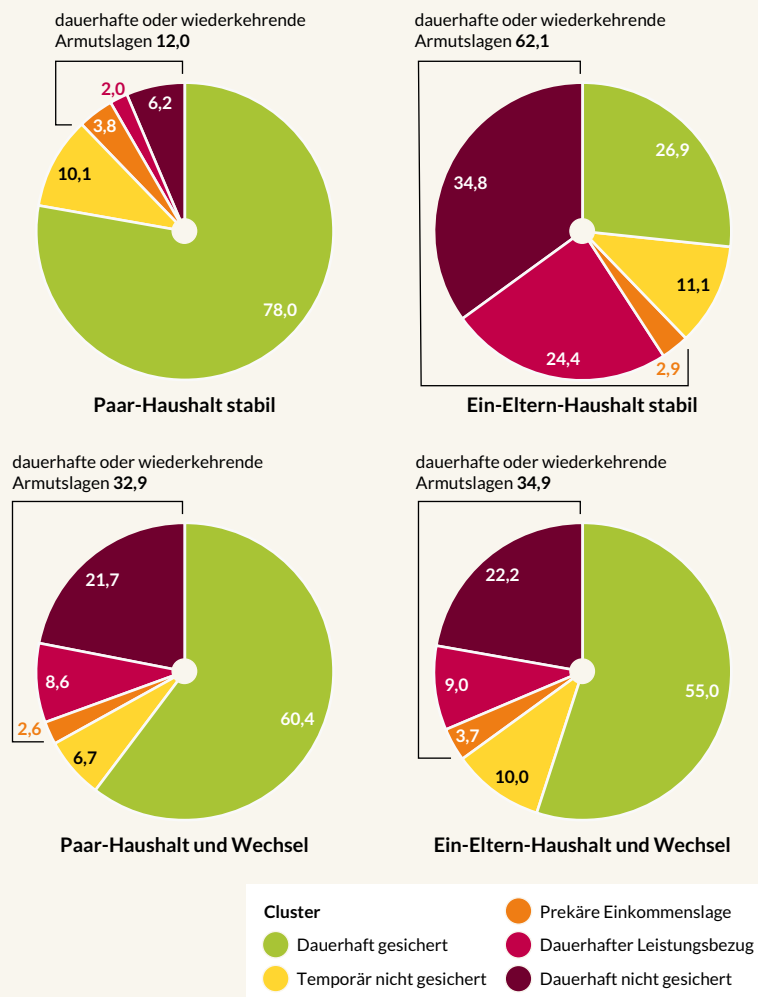 dauerhafte oder wiederkehrende
Armutslagen 12,0
2,0
6,2
3,8
10,1
78,0
Paar-Haushalt stabil
dauerhafte oder wiederkehrende
Armutslagen 62,1
26,9
34,8
11,1
24,4
2,9
Ein-Eltern-Haushalt stabil
dauerhafte oder wiederkehrende
Armutslagen 32,9
21,7
8,6
60,4
2,6
6,7
Paar-Haushalt und Wechsel
dauerhafte oder wiederkehrende
Armutslagen 34,9
22,2
9,0
55,0
3,7
10,0
Ein-Eltern-Haushalt und Wechsel
Cluster
Dauerhaft gesichert
Temporär nicht gesichert
Prekäre Einkommenslage
Dauerhafter Leistungsbezug
Dauerhaft nicht gesichert